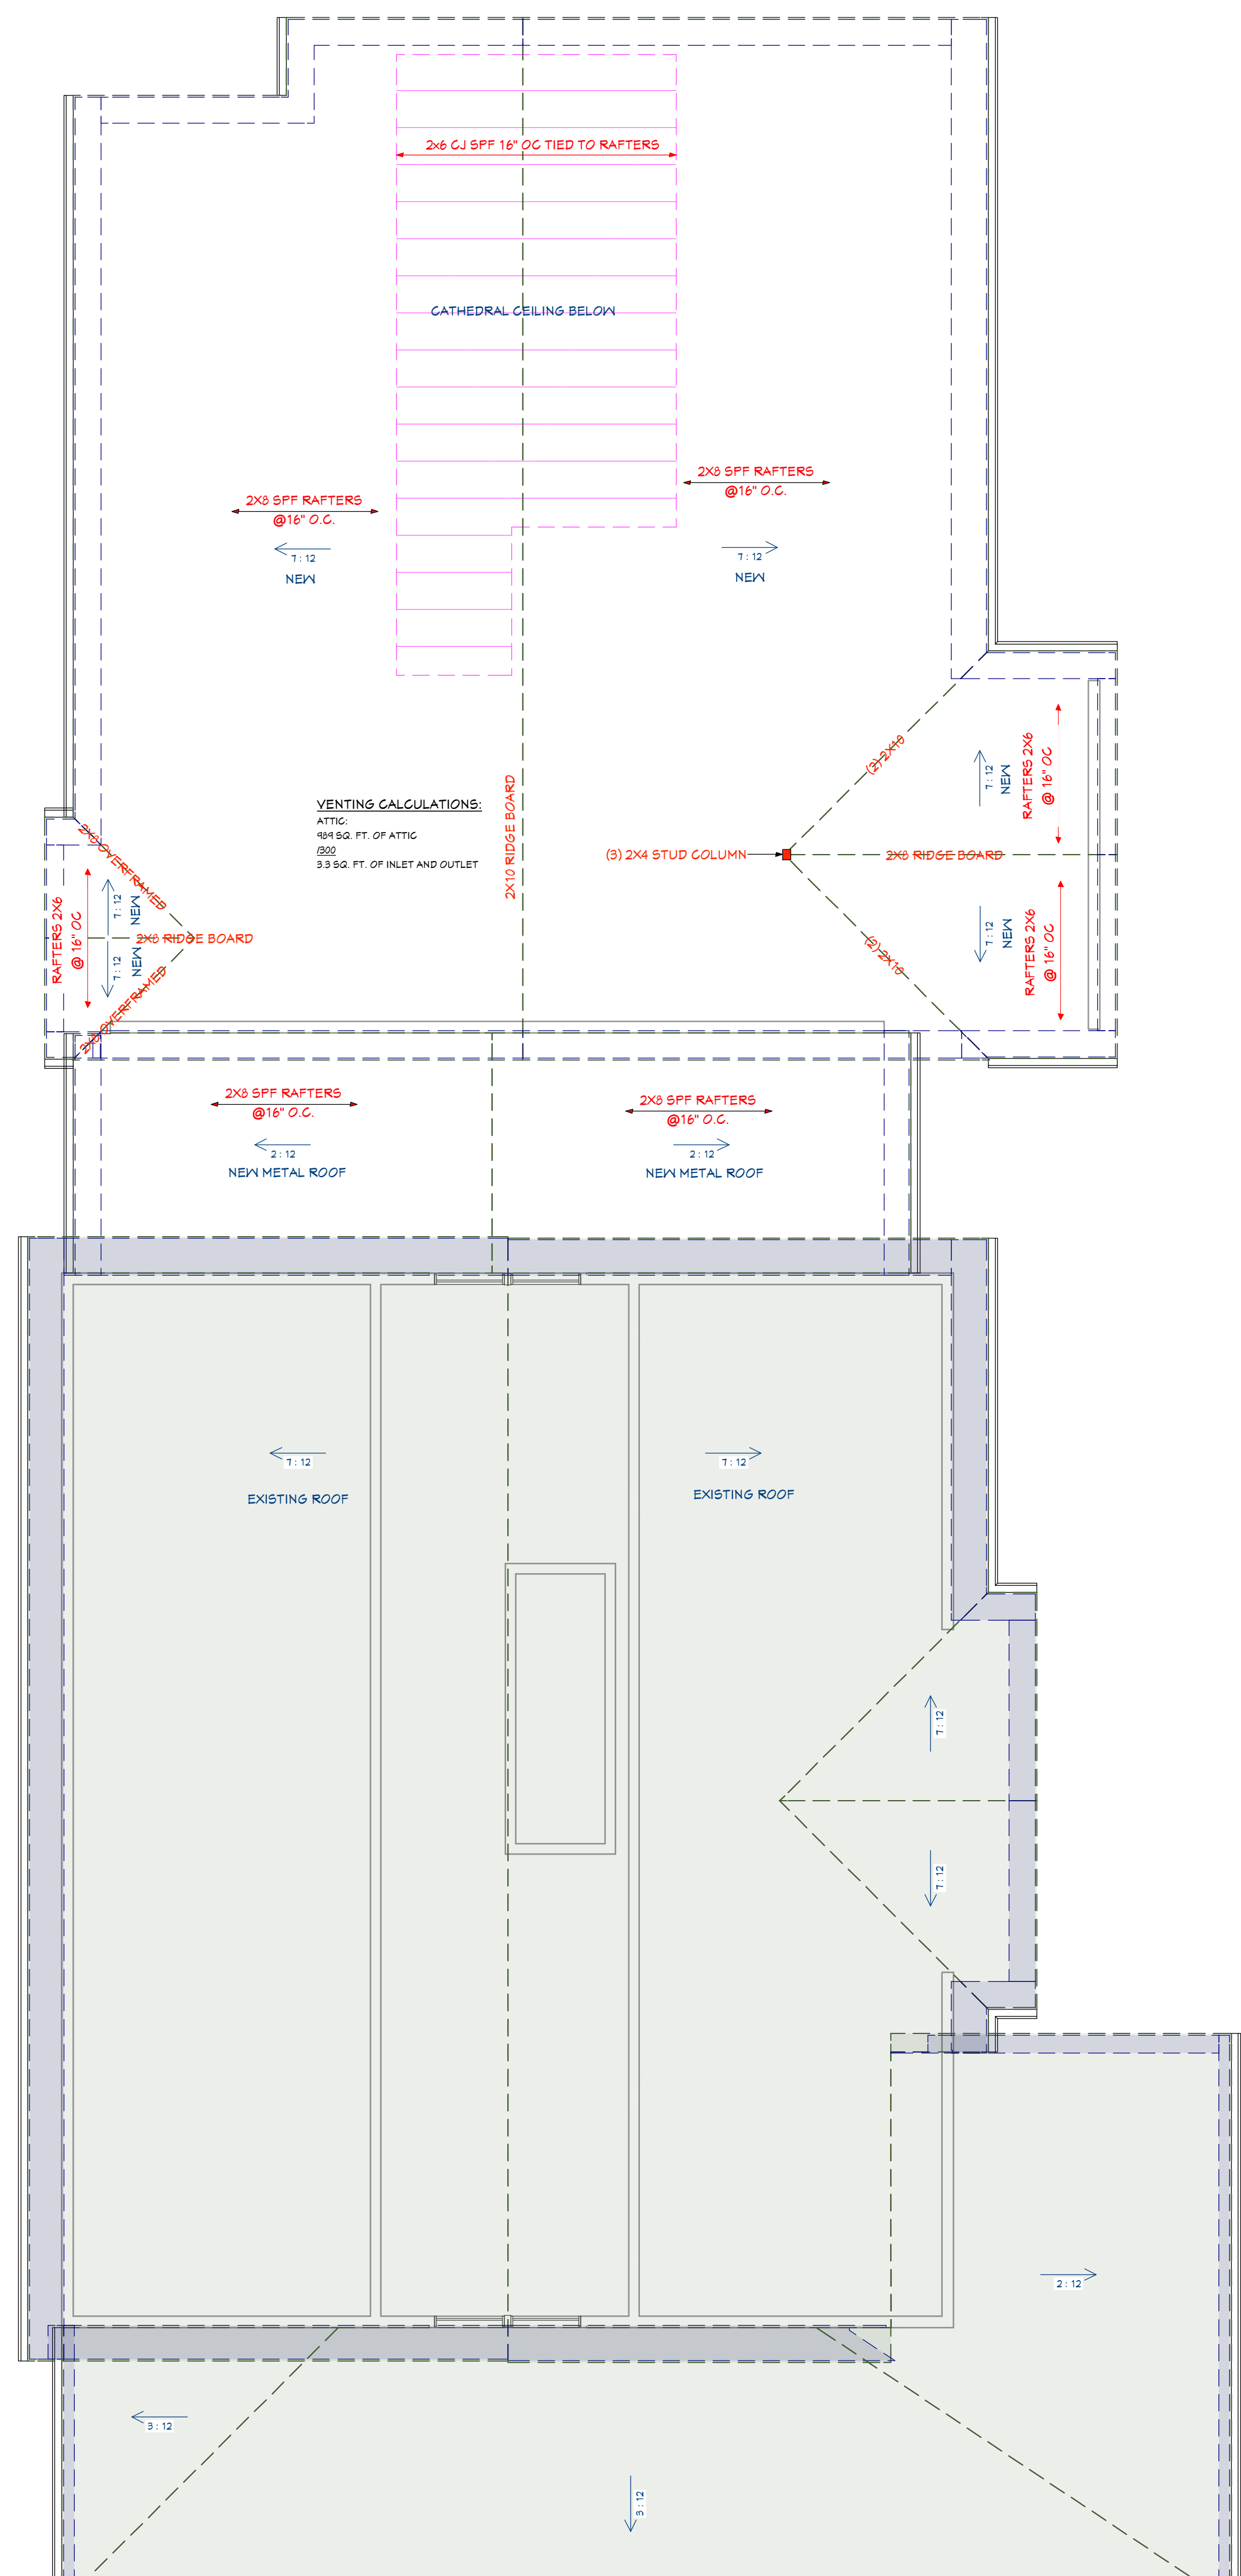 2x6 CJ SPF 16" OC TIED TO RAFTERS
CATHEDRAL CEILING BELOW
2X8 SPF RAFTERS
@16" O.C.
7 : 12
NEW
2X8 SPF RAFTERS
@16" O.C.
7 : 12
NEW
(2) 2X10
7 : 12
NEW
RAFTERS 2X6
@ 16" OC
VENTING CALCULATIONS:
ATTIC:
989 SQ. FT. OF ATTIC
/300
3.3 SQ. FT. OF INLET AND OUTLET
2X10 RIDGE BOARD
(3) 2X4 STUD COLUMN
2X8 RIDGE BOARD
2X8 OVERFRAMED
RAFTERS 2X6
@ 16" OC
7 : 12
NEW
2X8 RIDGE BOARD
7 : 12
NEW
2X8 OVERFRAMED
(2) 2X10
7 : 12
NEW
RAFTERS 2X6
@ 16" OC
2X8 SPF RAFTERS
@16" O.C.
2 : 12
NEW METAL ROOF
2X8 SPF RAFTERS
@16" O.C.
2 : 12
NEW METAL ROOF
7 : 12
EXISTING ROOF
7 : 12
EXISTING ROOF
7 : 12
7 : 12
2 : 12
3 : 12
3 : 12